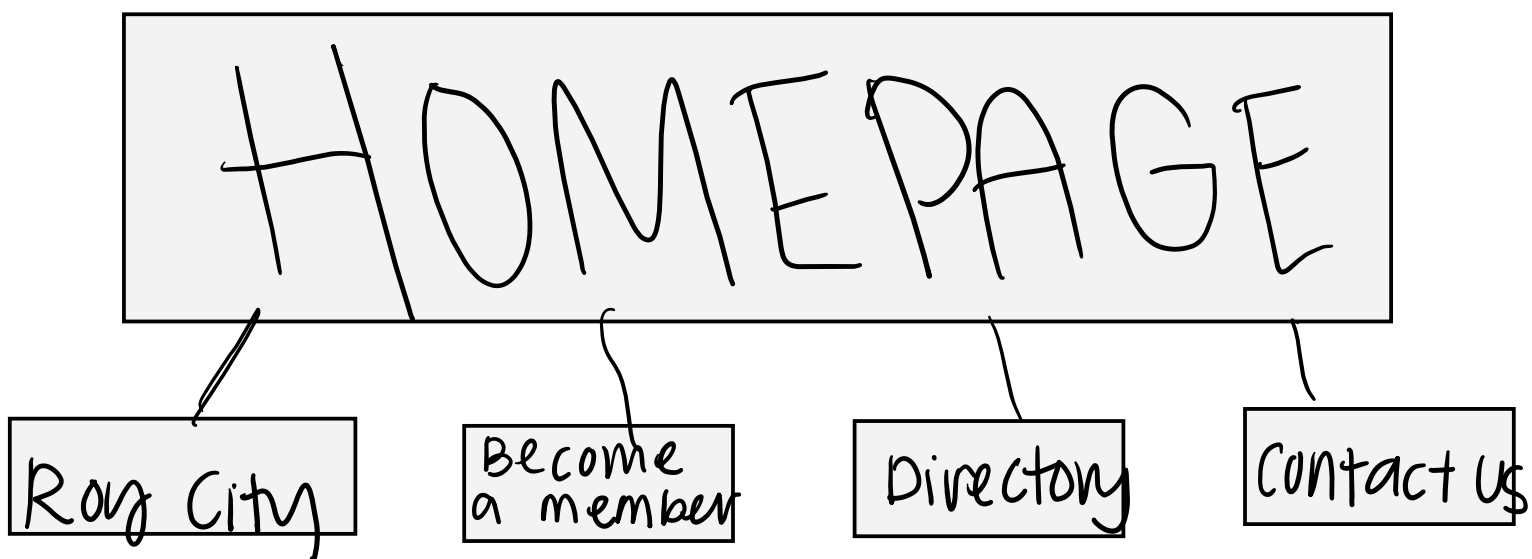 HOMEPAGE
Roy City
Become
a member
Directory
Contact us